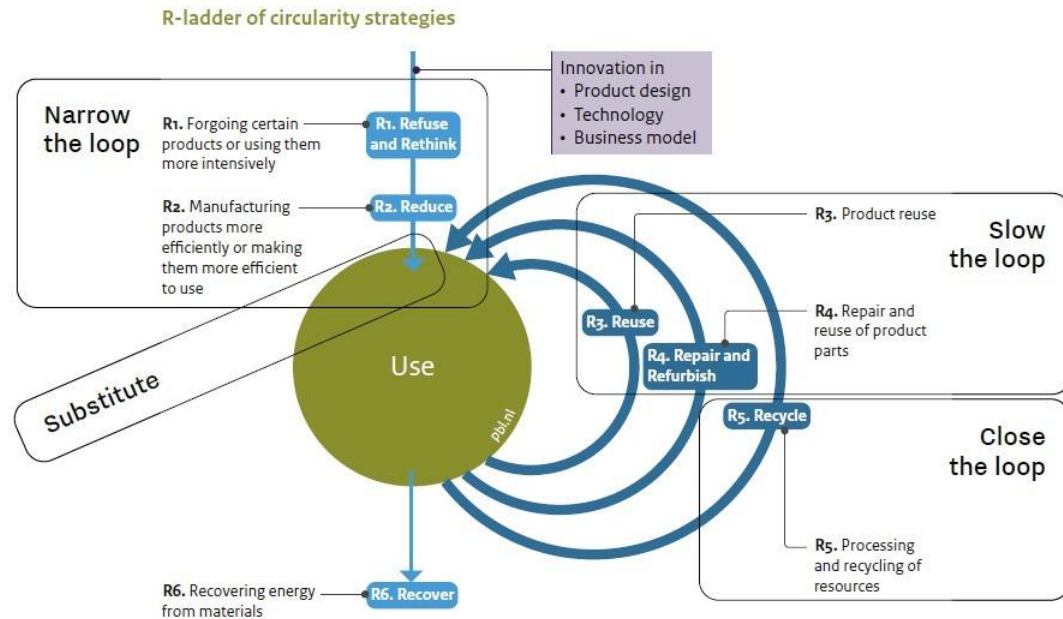 R-ladder of circularity strategies
Innovation in
• Product design
• Technology
• Business model
Narrow
the loop
R1. Forgoing certain
products or using them
more intensively
R1. Refuse
and Rethink
R2. Manufacturing
products more
efficiently or making
them more efficient
to use
R2. Reduce
Substitute
Use
pbl.nl
R3. Reuse
R3. Product reuse
Slow
the loop
R4. Repair and
Refurbish
R4. Repair and
reuse of product
parts
R5. Recycle
Close
the loop
R5. Processing
and recycling of
resources
R6. Recovering energy
from materials
R6. Recover